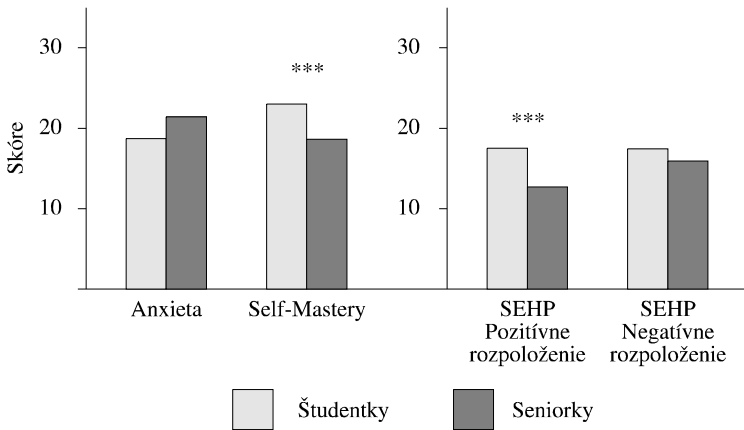 30
20
10
Skóre
***
Anxieta
Self-Mastery
30
20
10
***
SEHP
Pozitívne
rozpoloženie
SEHP
Negatívne
rozpoloženie
Študentky
Seniorky